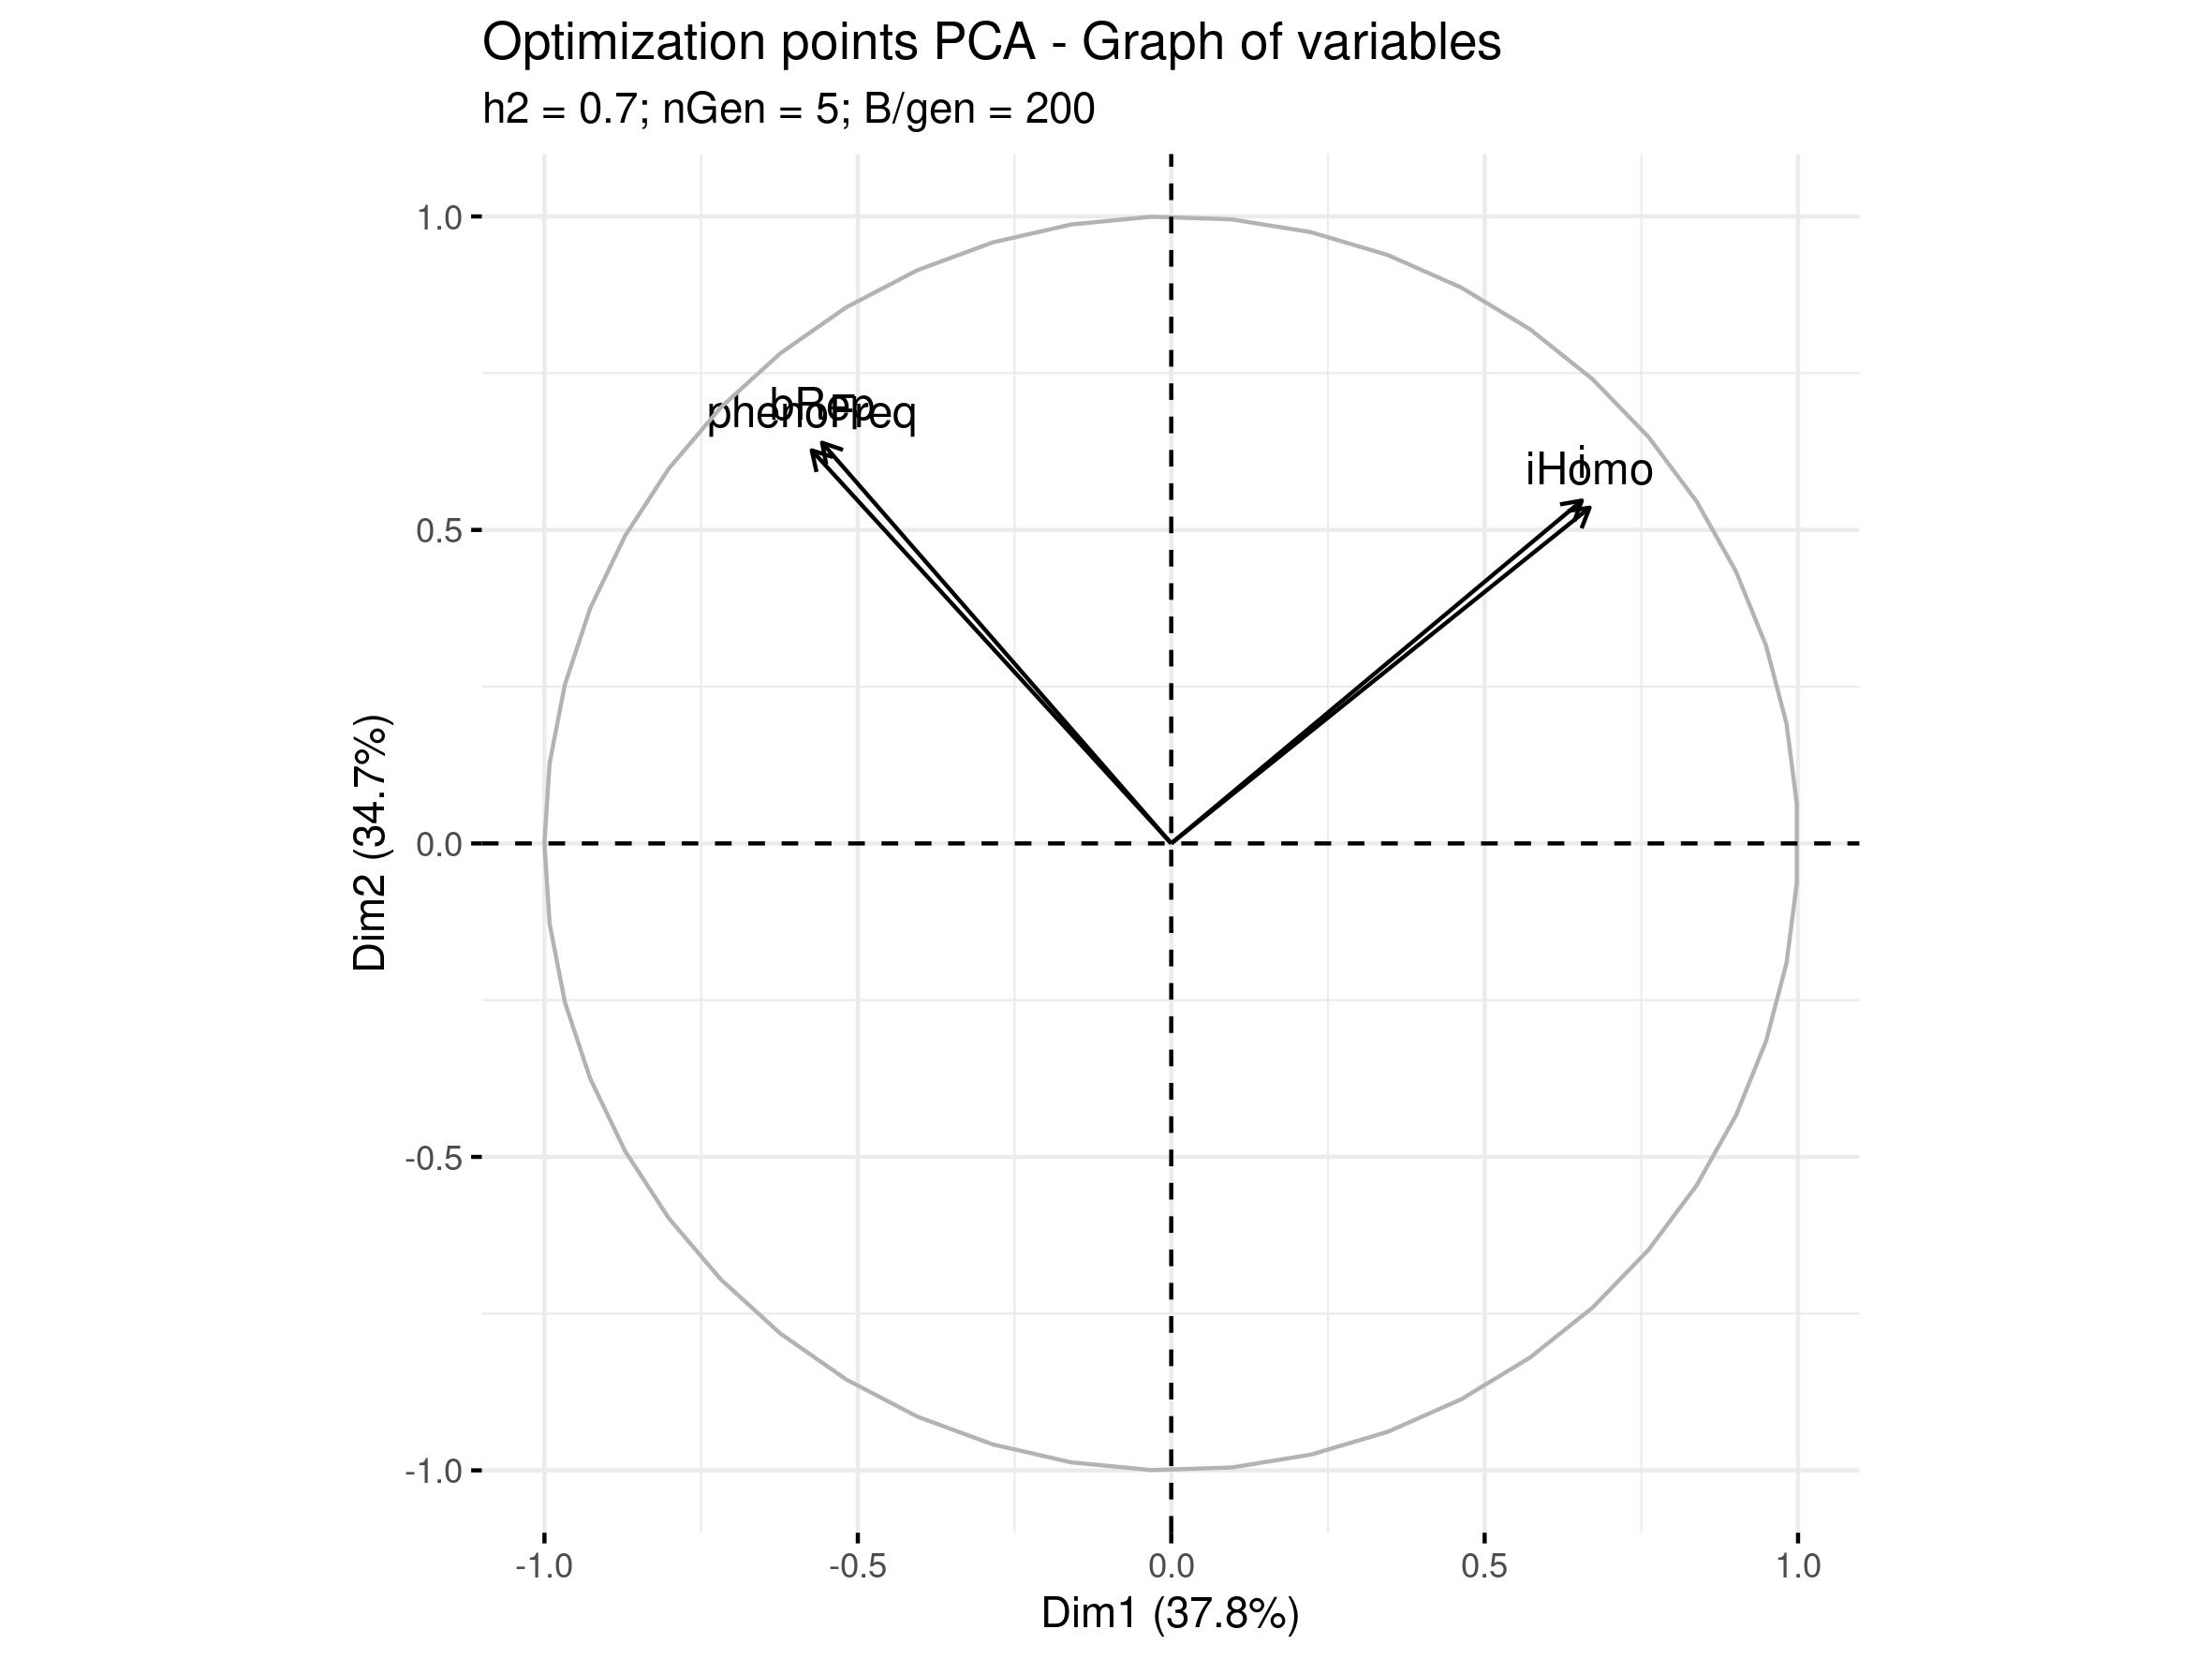 Optimization points PCA - Graph of variables
h2 = 0.7; nGen = 5; B/gen = 200
1.0
0.5
0.0
-0.5
-1.0
Dim2 (34.7%)
bRep
phenoFreq
i
iHomo
-1.0
-0.5
0.0
0.5
1.0
Dim1 (37.8%)